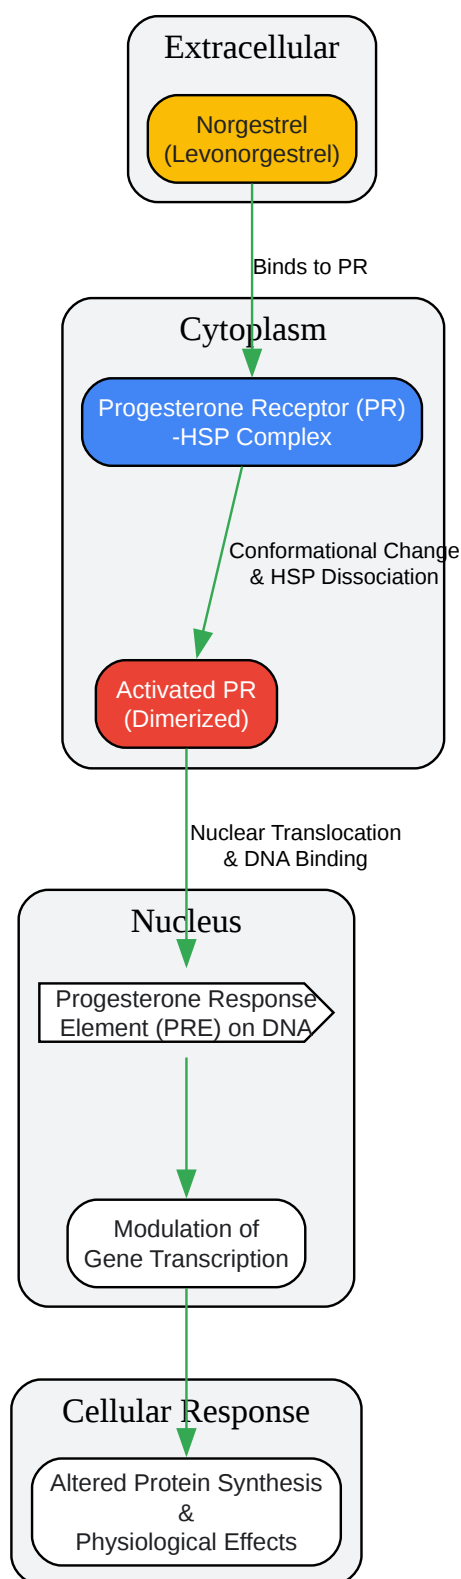 Extracellular
Norgestrel
(Levonorgestrel)
Binds to PR
Cytoplasm
Progesterone Receptor (PR)
-HSP Complex
Conformational Change
& HSP Dissociation
Activated PR
(Dimerized)
Nuclear Translocation
& DNA Binding
Nucleus
Progesterone Response
Element (PRE) on DNA
Modulation of
Gene Transcription
Cellular Response
Altered Protein Synthesis
&
Physiological Effects